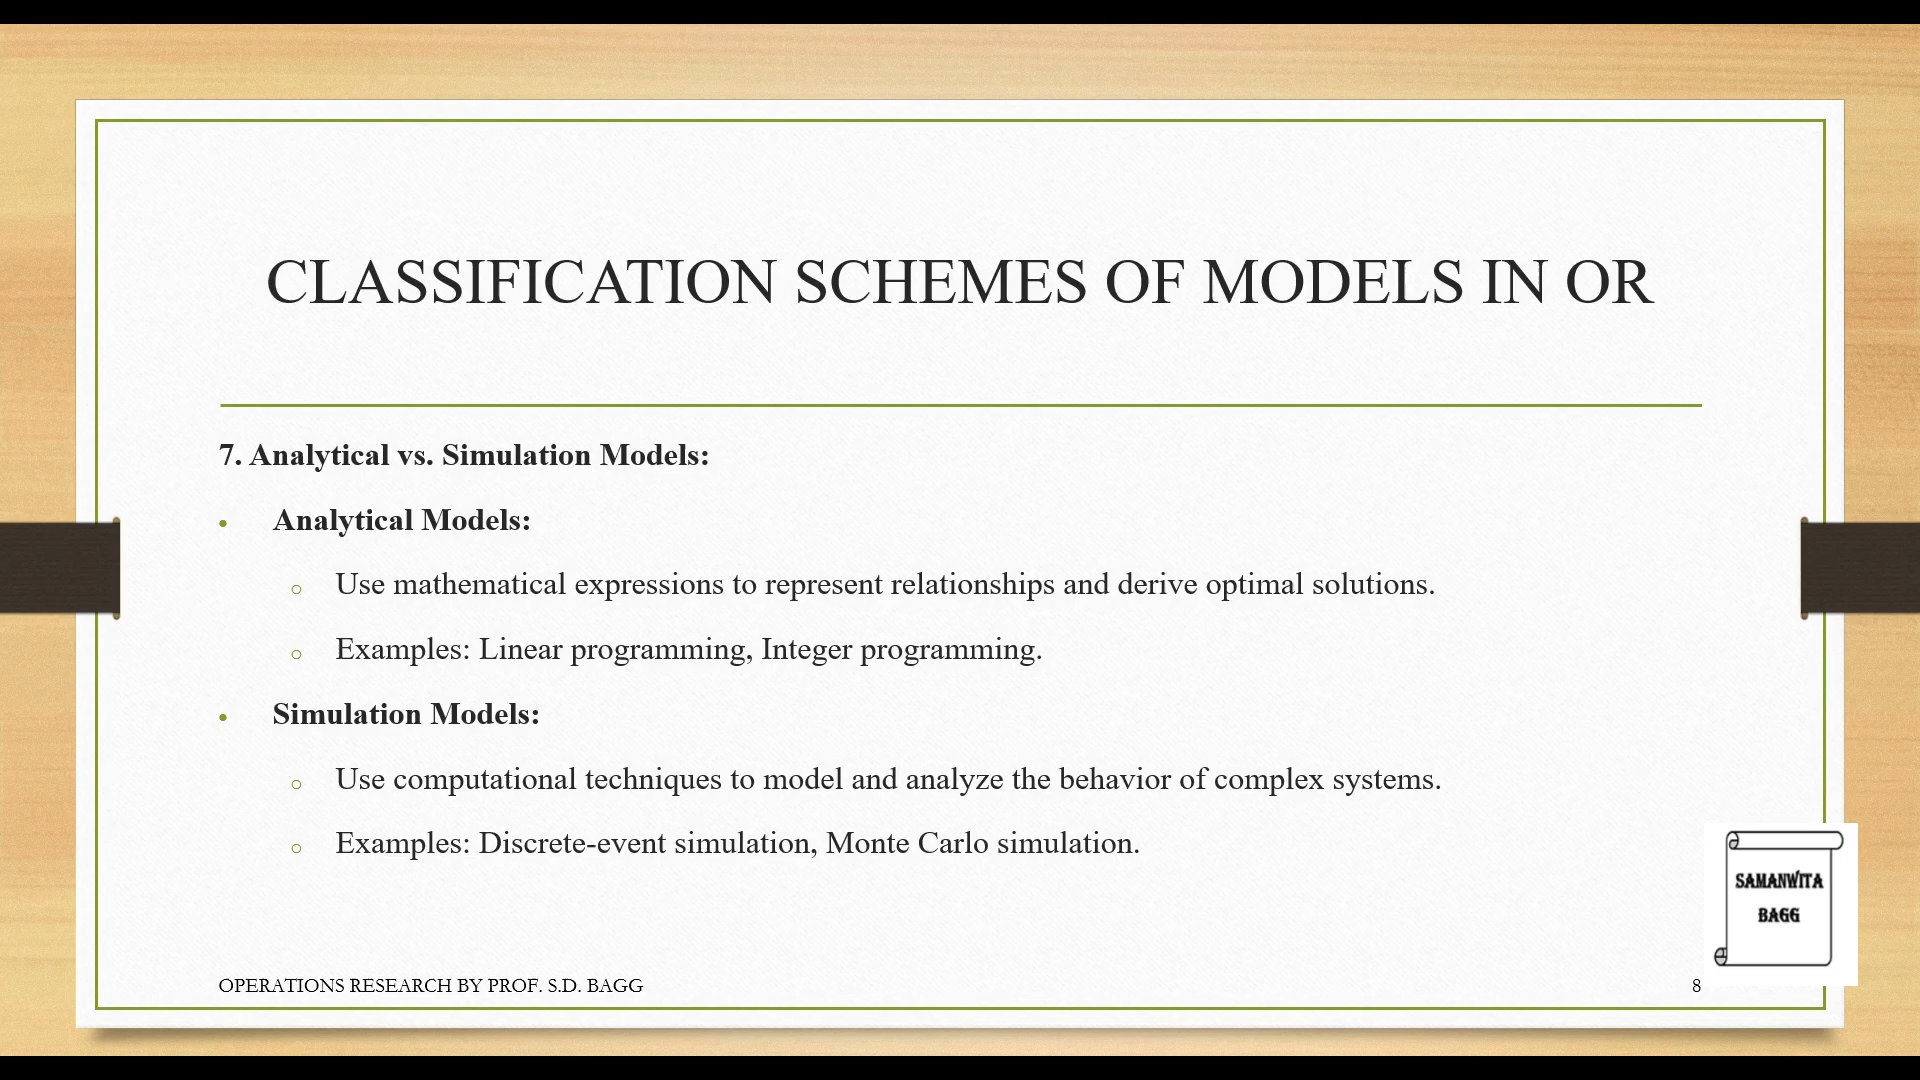 CLASSIFICATION SCHEMES OF MODELS IN OR
7. Analytical vs. Simulation Models:
• Analytical Models:
o Use mathematical expressions to represent relationships and derive optimal solutions.
o Examples: Linear programming, Integer programming.
• Simulation Models:
o Use computational techniques to model and analyze the behavior of complex systems.
o Examples: Discrete-event simulation, Monte Carlo simulation.
SAMANWITA
BAGG
OPERATIONS RESEARCH BY PROF. S.D. BAGG
8